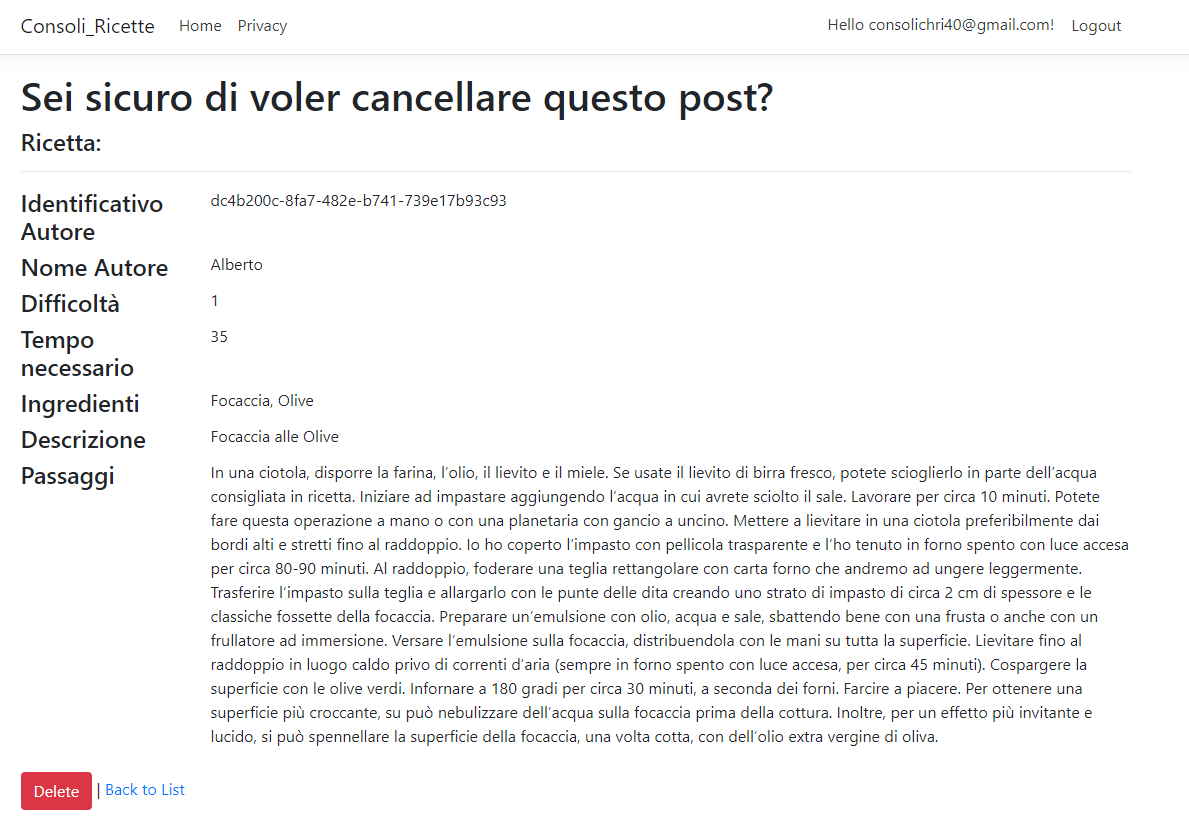 Consoli_Ricette Home Privacy Hello consolichri40@gmail.com! Logout
Sei sicuro di voler cancellare questo post?
Ricetta:
Identificativo Autore dc4b200c-8fa7-482e-b741-739e17b93c93
Nome Autore Alberto
Difficoltà 1
Tempo necessario 35
Ingredienti Focaccia, Olive
Descrizione Focaccia alle Olive
Passaggi In una ciotola, disporre la farina, l’olio, il lievito e il miele. Se usate il lievito di birra fresco, potete scioglierlo in parte dell’acqua
consigliata in ricetta. Iniziare ad impastare aggiungendo l’acqua in cui avrete sciolto il sale. Lavorare per circa 10 minuti. Potete
fare questa operazione a mano o con una planetaria con gancio a uncino. Mettere a lievitare in una ciotola preferibilmente dai
bordi alti e stretti fino al raddoppio. Io ho coperto l’impasto con pellicola trasparente e l’ho tenuto in forno spento con luce accesa
per circa 80-90 minuti. Al raddoppio, foderare una teglia rettangolare con carta forno che andremo ad ungere leggermente.
Trasferire l’impasto sulla teglia e allargarlo con le punte delle dita creando uno strato di impasto di circa 2 cm di spessore e le
classiche fossette della focaccia. Preparare un’emulsione con olio, acqua e sale, sbattendo bene con una frusta o anche con un
frullatore ad immersione. Versare l’emulsione sulla focaccia, distribuendola con le mani su tutta la superficie. Lievitare fino al
raddoppio in luogo caldo privo di correnti d’aria (sempre in forno spento con luce accesa, per circa 45 minuti). Cospargere la
superficie con le olive verdi. Infornare a 180 gradi per circa 30 minuti, a seconda dei forni. Farcire a piacere. Per ottenere una
superficie più croccante, su può nebulizzare dell’acqua sulla focaccia prima della cottura. Inoltre, per un effetto più invitante e
lucido, si può spennellare la superficie della focaccia, una volta cotta, con dell’olio extra vergine di oliva.
Delete | Back to List